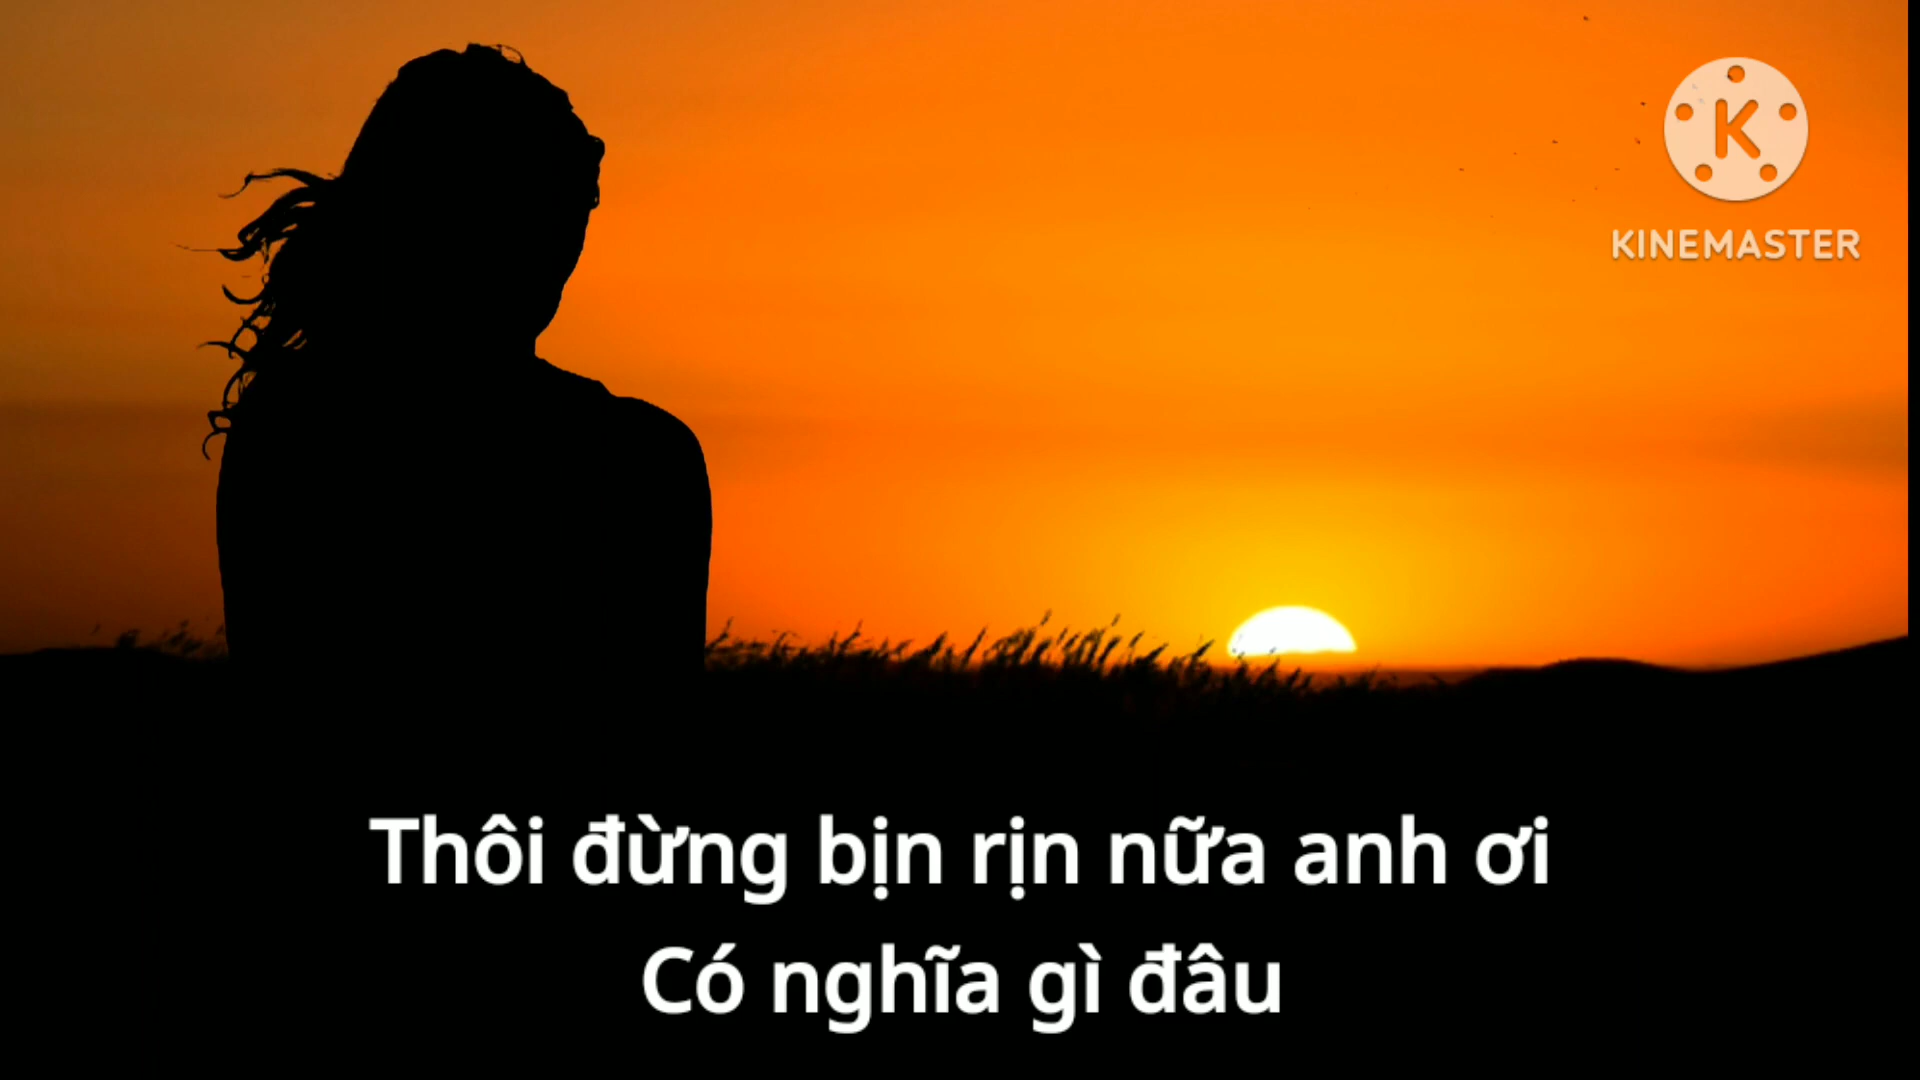 K
KINEMASTER
Thôi đừng bịn rịn nữa anh ơi
Có nghĩa gì đâu